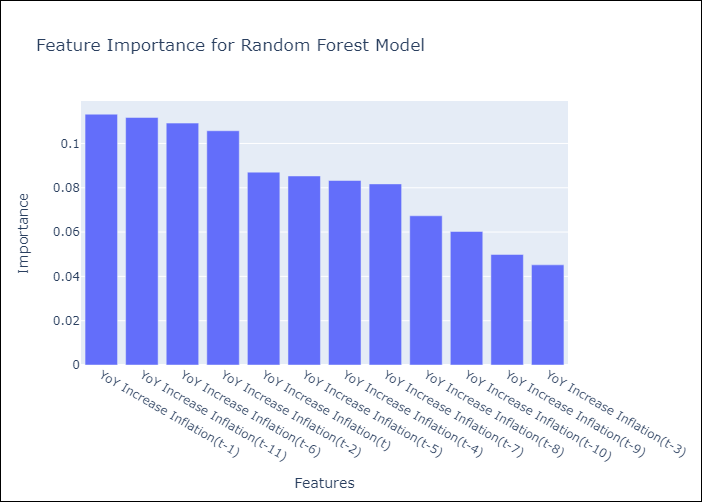 Feature Importance for Random Forest Model
Importance
0.1
0.08
0.06
0.04
0.02
0
YoY Increase Inflation(t-1)
YoY Increase Inflation(t-11)
YoY Increase Inflation(t-6)
YoY Increase Inflation(t-2)
YoY Increase Inflation(t)
YoY Increase Inflation(t-5)
YoY Increase Inflation(t-4)
YoY Increase Inflation(t-7)
YoY Increase Inflation(t-8)
YoY Increase Inflation(t-10)
YoY Increase Inflation(t-9)
YoY Increase Inflation(t-3)
Features